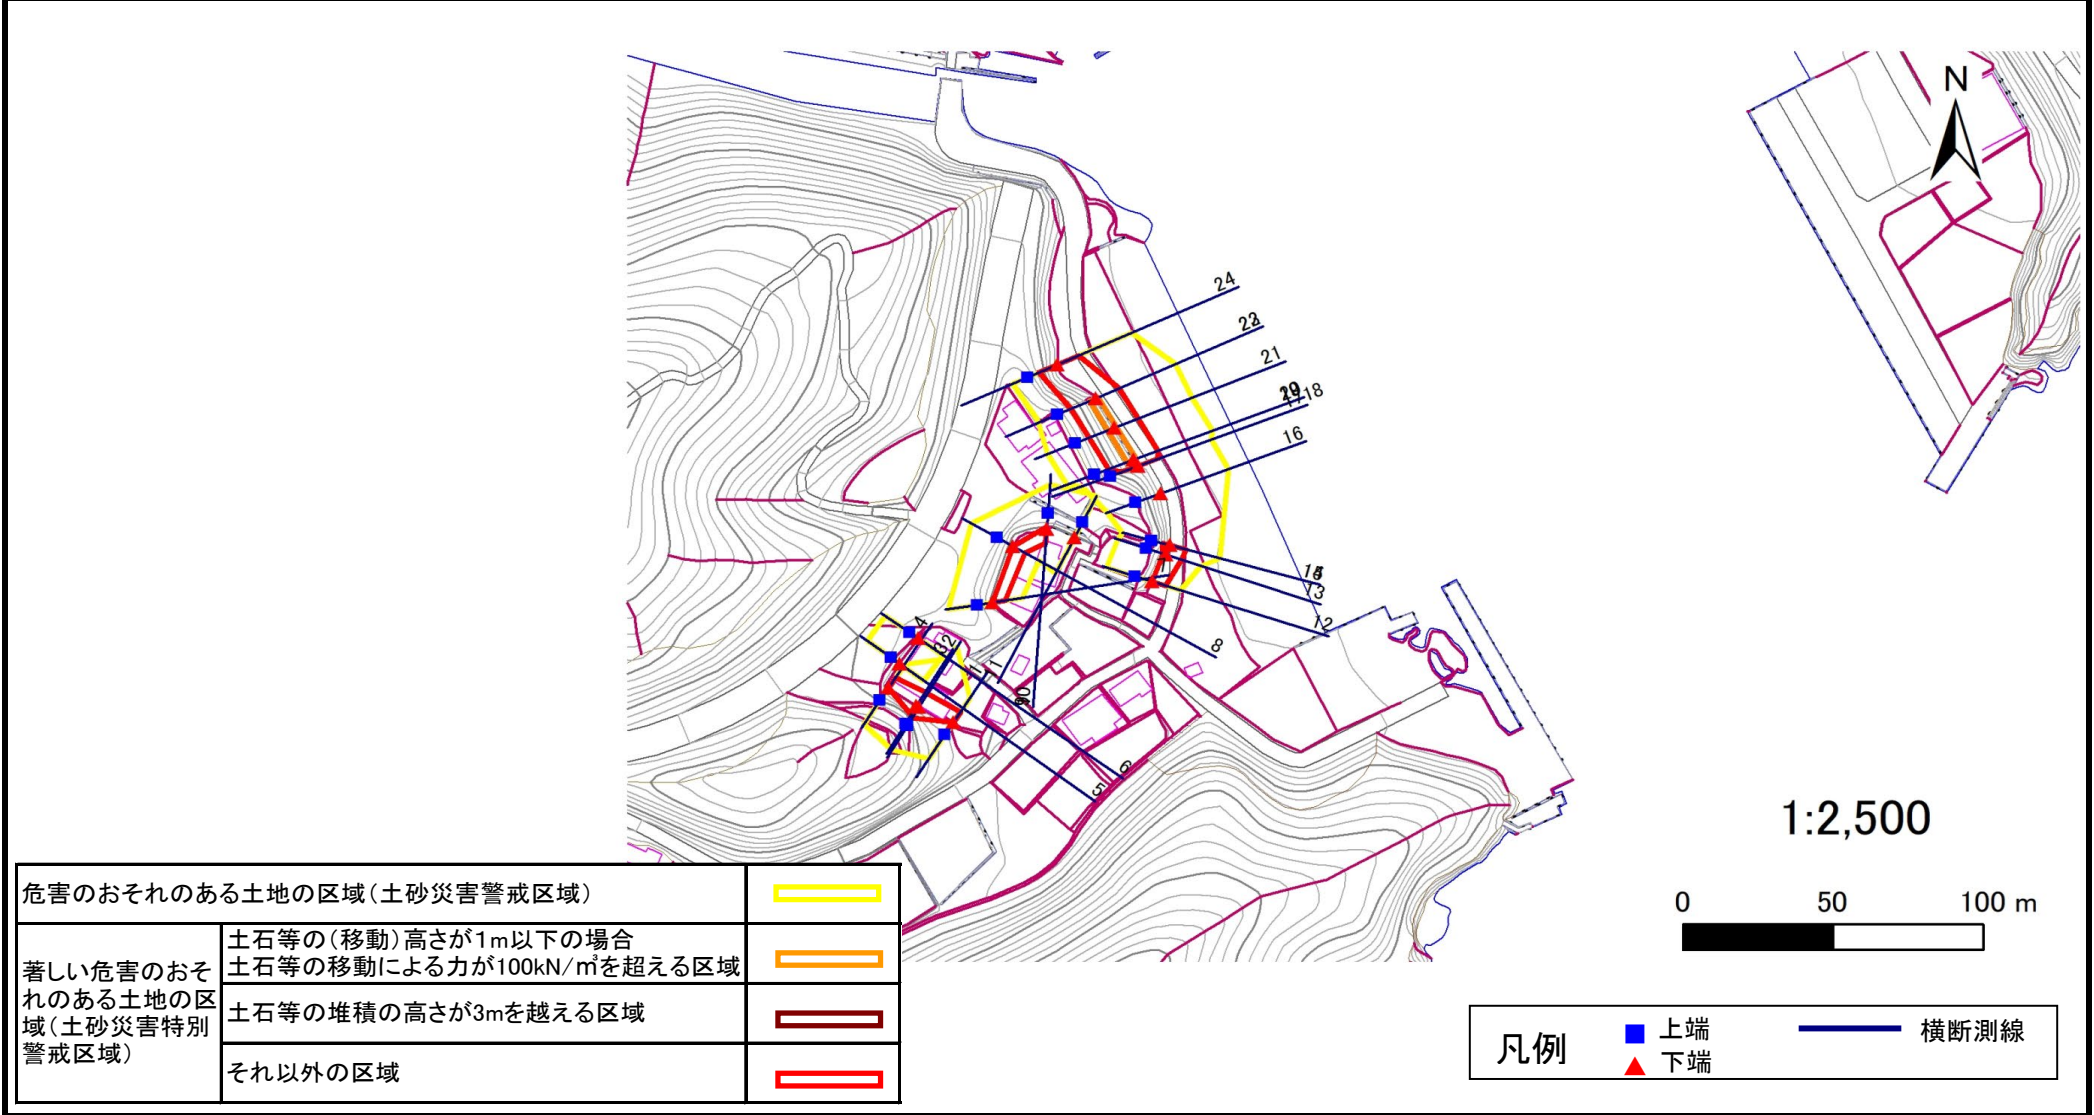 N
24
21
18
16
13
12
8
4
32
1
1
6
5
1:2,500
0 50 100 m
危害のおそれのある土地の区域(土砂災害警戒区域)
著しい危害のおそ
れのある土地の区
域(土砂災害特別
警戒区域)
土石等の(移動)高さが1m以下の場合
土石等の移動による力が100kN/㎡を超える区域
土石等の堆積の高さが3mを越える区域
それ以外の区域
凡例
上端
下端
横断測線